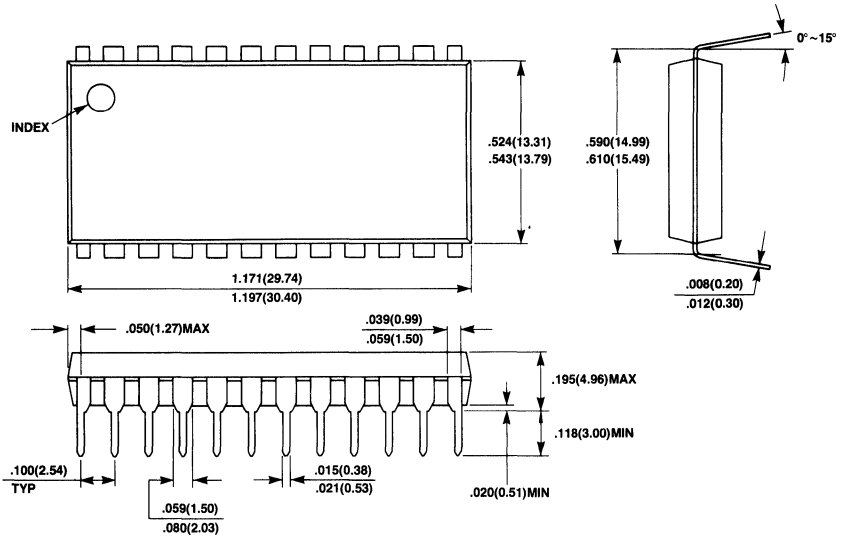 0°~15°
INDEX
.524(13.31)
.543(13.79)
.590(14.99)
.610(15.49)
1.171(29.74)
1.197(30.40)
.008(0.20)
.012(0.30)
.050(1.27)MAX
.039(0.99)
.059(1.50)
.195(4.96)MAX
.118(3.00)MIN
.100(2.54)
TYP
.015(0.38)
.021(0.53)
.020(0.51)MIN
.059(1.50)
.080(2.03)